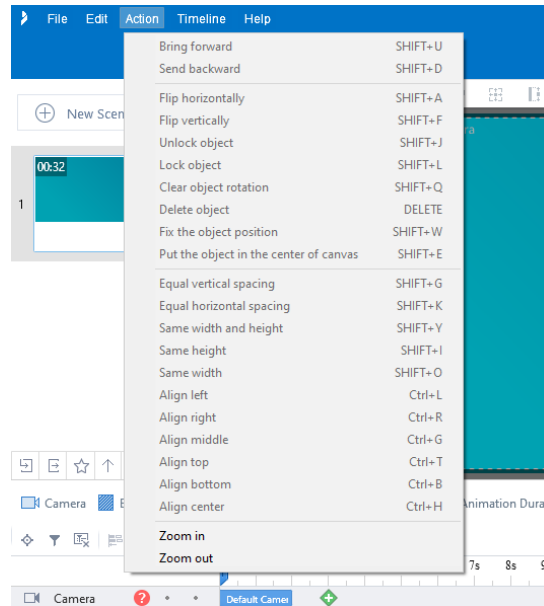 File Edit Action Timeline Help
Bring forward SHIFT+U
Send backward SHIFT+D
Flip horizontally SHIFT+A
New Scen
Flip vertically SHIFT+F
Unlock object SHIFT+J
Lock object SHIFT+L
00:32
Clear object rotation SHIFT+Q
1
Delete object DELETE
Fix the object position SHIFT+W
Put the object in the center of canvas SHIFT+E
Equal vertical spacing SHIFT+G
Equal horizontal spacing SHIFT+K
Same width and height SHIFT+Y
Same height SHIFT+I
Same width SHIFT+O
Align left Ctrl+L
Align right Ctrl+R
Align middle Ctrl+G
Align top Ctrl+T
Align bottom Ctrl+B
Camera
Align center Ctrl+H
Animation Dura
Zoom in
Zoom out
7s 8s 9
Camera ? Default Camer